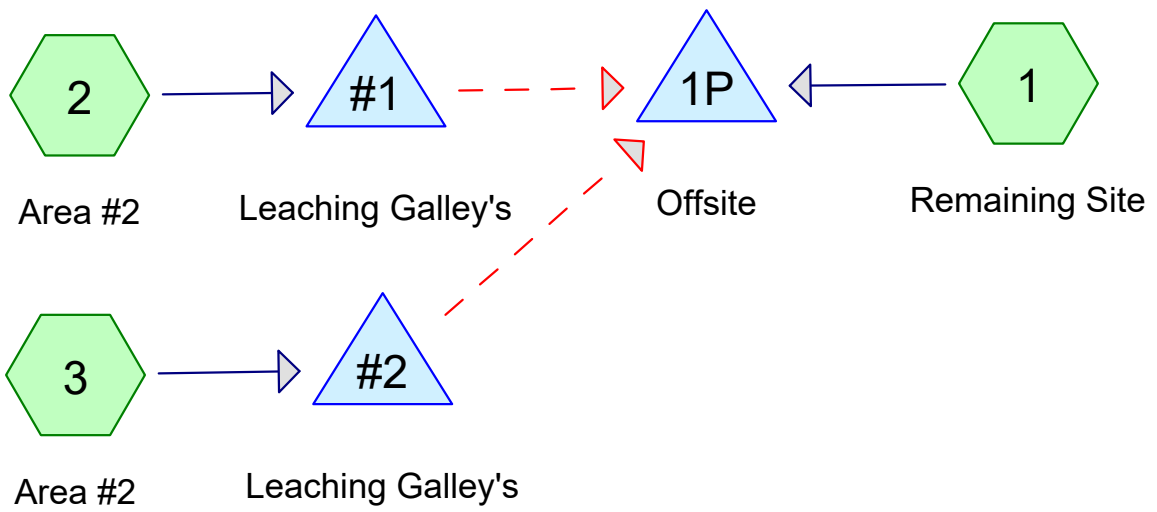 2
#1
1P
1
Area #2
Leaching Galley's
Offsite
Remaining Site
3
#2
Area #2
Leaching Galley's